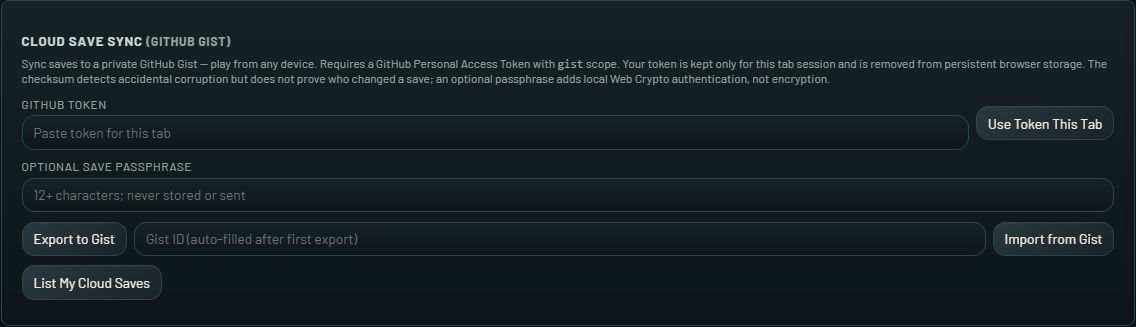 CLOUD SAVE SYNC (GITHUB GIST)
Sync saves to a private GitHub Gist — play from any device. Requires a GitHub Personal Access Token with gist scope. Your token is kept only for this tab session and is removed from persistent browser storage. The
checksum detects accidental corruption but does not prove who changed a save; an optional passphrase adds local Web Crypto authentication, not encryption.
GITHUB TOKEN
Paste token for this tab
Use Token This Tab
OPTIONAL SAVE PASSPHRASE
12+ characters; never stored or sent
Export to Gist
Gist ID (auto-filled after first export)
Import from Gist
List My Cloud Saves